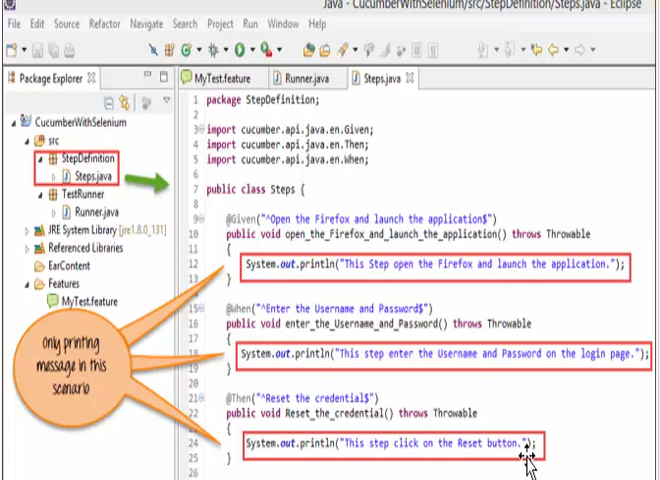 Java - CucumberWithSelenium/src/StepDefinition/Steps.java - Eclipse
File Edit Source Refactor Navigate Search Project Run Window Help
Package Explorer
MyTest.feature Runner.java Steps.java
CucumberWithSelenium
src
StepDefinition
Steps.java
TestRunner
Runner.java
JRE System Library [jre1.8.0_131]
Referenced Libraries
EarContent
Features
MyTest.feature
Only printing
message in this
scenario
1 package StepDefinition;
2
3 import cucumber.api.java.en.Given;
4 import cucumber.api.java.en.Then;
5 import cucumber.api.java.en.When;
6
7 public class Steps {
8
9 @Given("^Open the Firefox and launch the application$")
10 public void open_the_Firefox_and_launch_the_application() throws Throwable
11 {
12 System.out.println("This Step open the Firefox and launch the application.");
13 }
15 @When("^Enter the Username and Password$")
16 public void enter_the_Username_and_Password() throws Throwable
17 {
18 System.out.println("This step enter the Username and Password on the login page.");
19 }
20
21 @Then("^Reset the credential$")
22 public void Reset_the_credential() throws Throwable
23 {
24 System.out.println("This step click on the Reset button.");
25 }
26